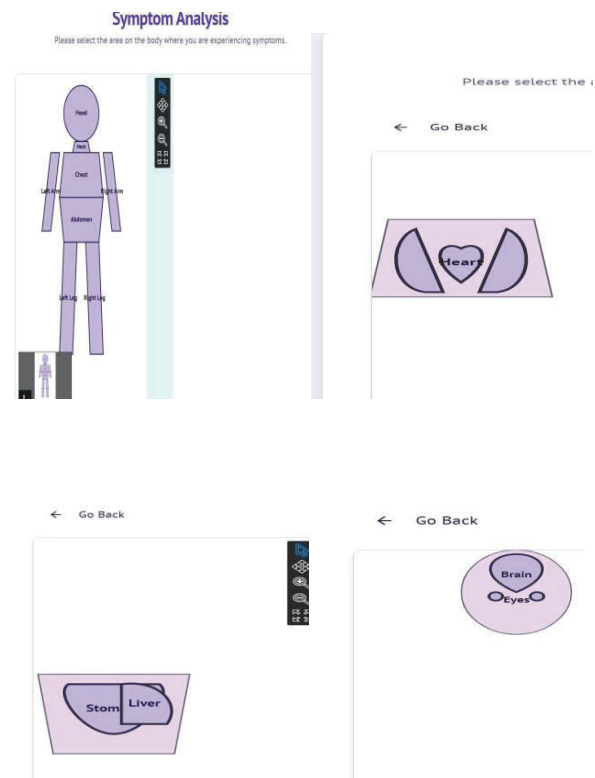 Symptom Analysis
Please select the area on the body where you are experiencing symptoms.
Head
Neck
Chest
Left Arm
Right Arm
Abdomen
Left Leg
Right Leg
Please select the
← Go Back
Heart
← Go Back
Stom
Liver
← Go Back
Brain
Eyes